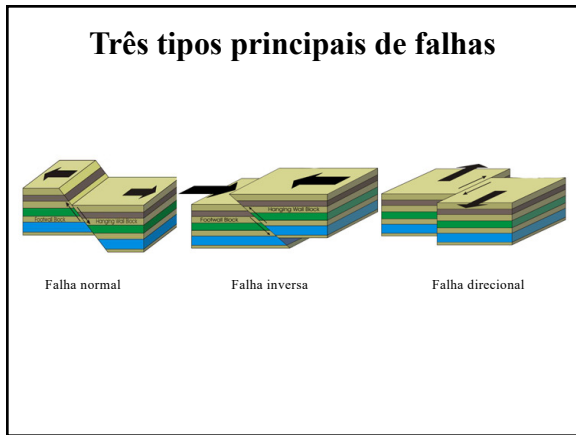 Três tipos principais de falhas
Footwall Block
Hanging Wall Block
Footwall Block
Hanging Wall Block
Falha normal
Falha inversa
Falha direcional